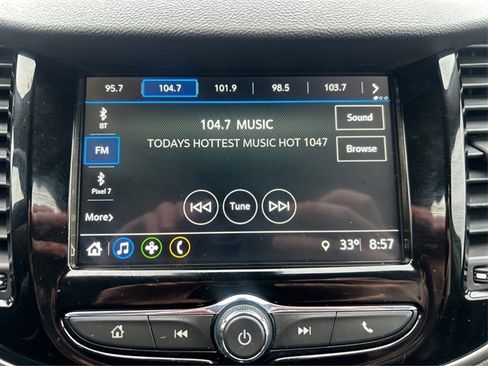 95.7 104.7 101.9 98.5 103.7
BT
104.7 MUSIC
Sound
TODAYS HOTTEST MUSIC HOT 1047
FM
Browse
Pixel 7
Tune
More
33° 8:57